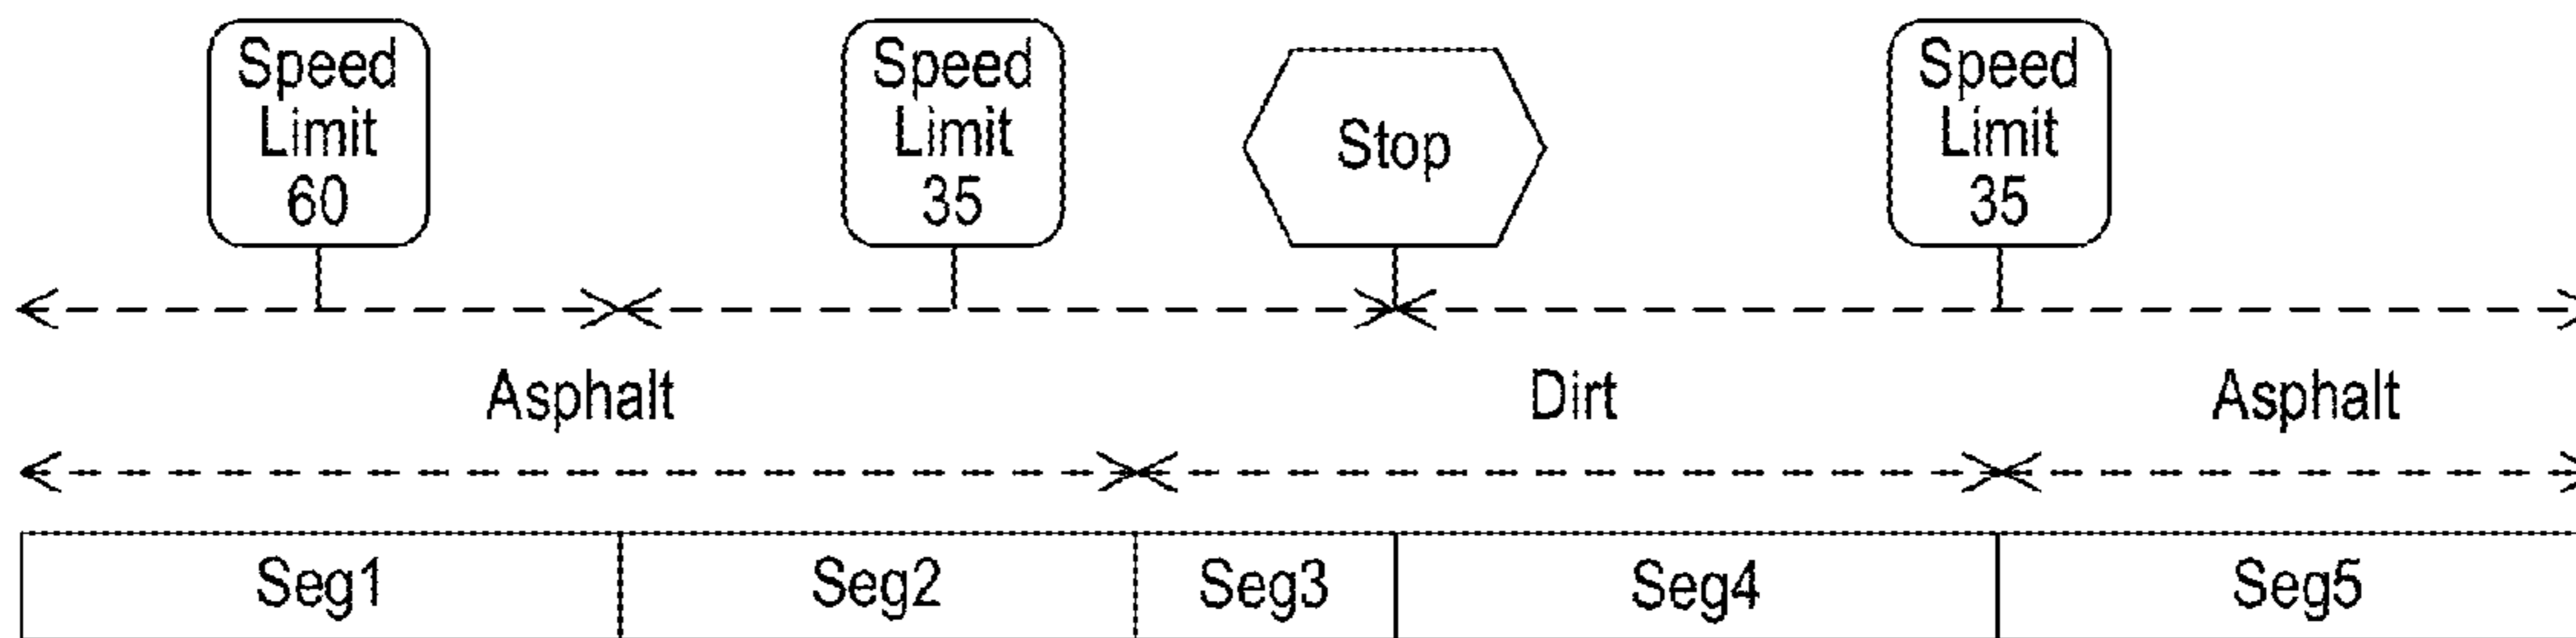 Speed
Limit
60
Speed
Limit
35
Stop
Speed
Limit
35
Asphalt Dirt Asphalt
Seg1 Seg2 Seg3 Seg4 Seg5